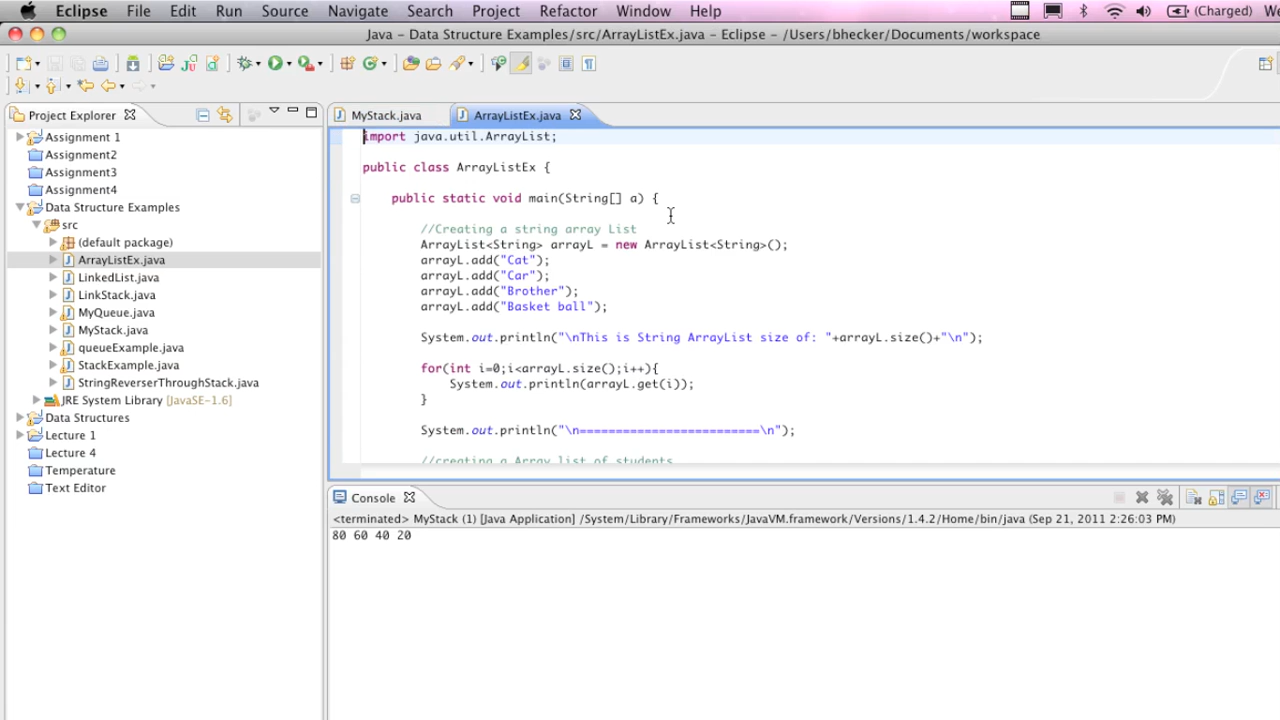 Eclipse File Edit Run Source Navigate Search Project Refactor Window Help (Charged)
Java – Data Structure Examples/src/ArrayListEx.java – Eclipse – /Users/bhecker/Documents/workspace
Project Explorer
Assignment 1
Assignment2
Assignment3
Assignment4
Data Structure Examples
src
(default package)
ArrayListEx.java
LinkedList.java
LinkStack.java
MyQueue.java
MyStack.java
queueExample.java
StackExample.java
StringReverserThroughStack.java
JRE System Library [JavaSE-1.6]
Data Structures
Lecture 1
Lecture 4
Temperature
Text Editor
MyStack.java ArrayListEx.java
import java.util.ArrayList;
public class ArrayListEx {
public static void main(String[] a) {
//Creating a string array List
ArrayList<String> arrayL = new ArrayList<String>();
arrayL.add("Cat");
arrayL.add("Car");
arrayL.add("Brother");
arrayL.add("Basket ball");
System.out.println("\nThis is String ArrayList size of: "+arrayL.size()+"\n");
for(int i=0;i<arrayL.size();i++){
System.out.println(arrayL.get(i));
}
System.out.println("\n=========================\n");
//creating a Array list of students
Console
<terminated> MyStack (1) [Java Application] /System/Library/Frameworks/JavaVM.framework/Versions/1.4.2/Home/bin/java (Sep 21, 2011 2:26:03 PM)
80 60 40 20